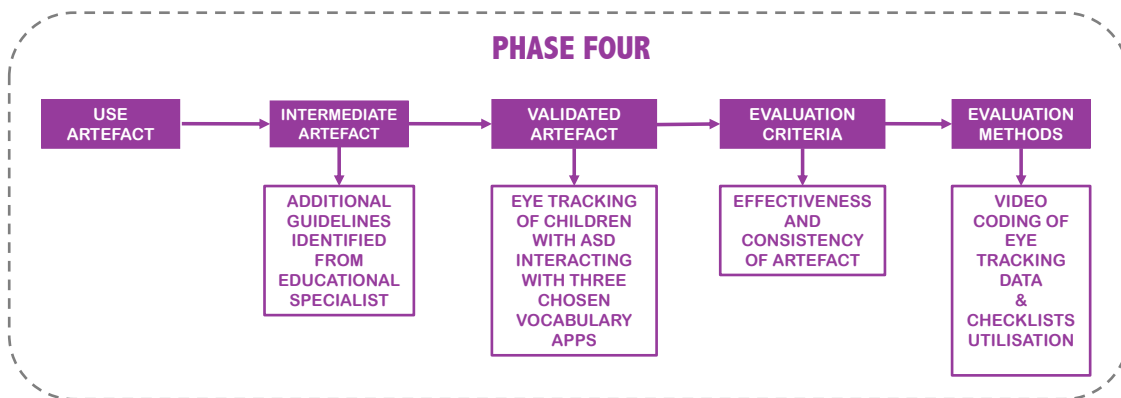 PHASE FOUR
USE
ARTEFACT
INTERMEDIATE
ARTEFACT
VALIDATED
ARTEFACT
EVALUATION
CRITERIA
EVALUATION
METHODS
ADDITIONAL
GUIDELINES
IDENTIFIED
FROM
EDUCATIONAL
SPECIALIST
EYE TRACKING
OF CHILDREN
WITH ASD
INTERACTING
WITH THREE
CHOSEN
VOCABULARY
APPS
EFFECTIVENESS
AND
CONSISTENCY
OF ARTEFACT
VIDEO
CODING OF
EYE
TRACKING
DATA
&
CHECKLISTS
UTILISATION